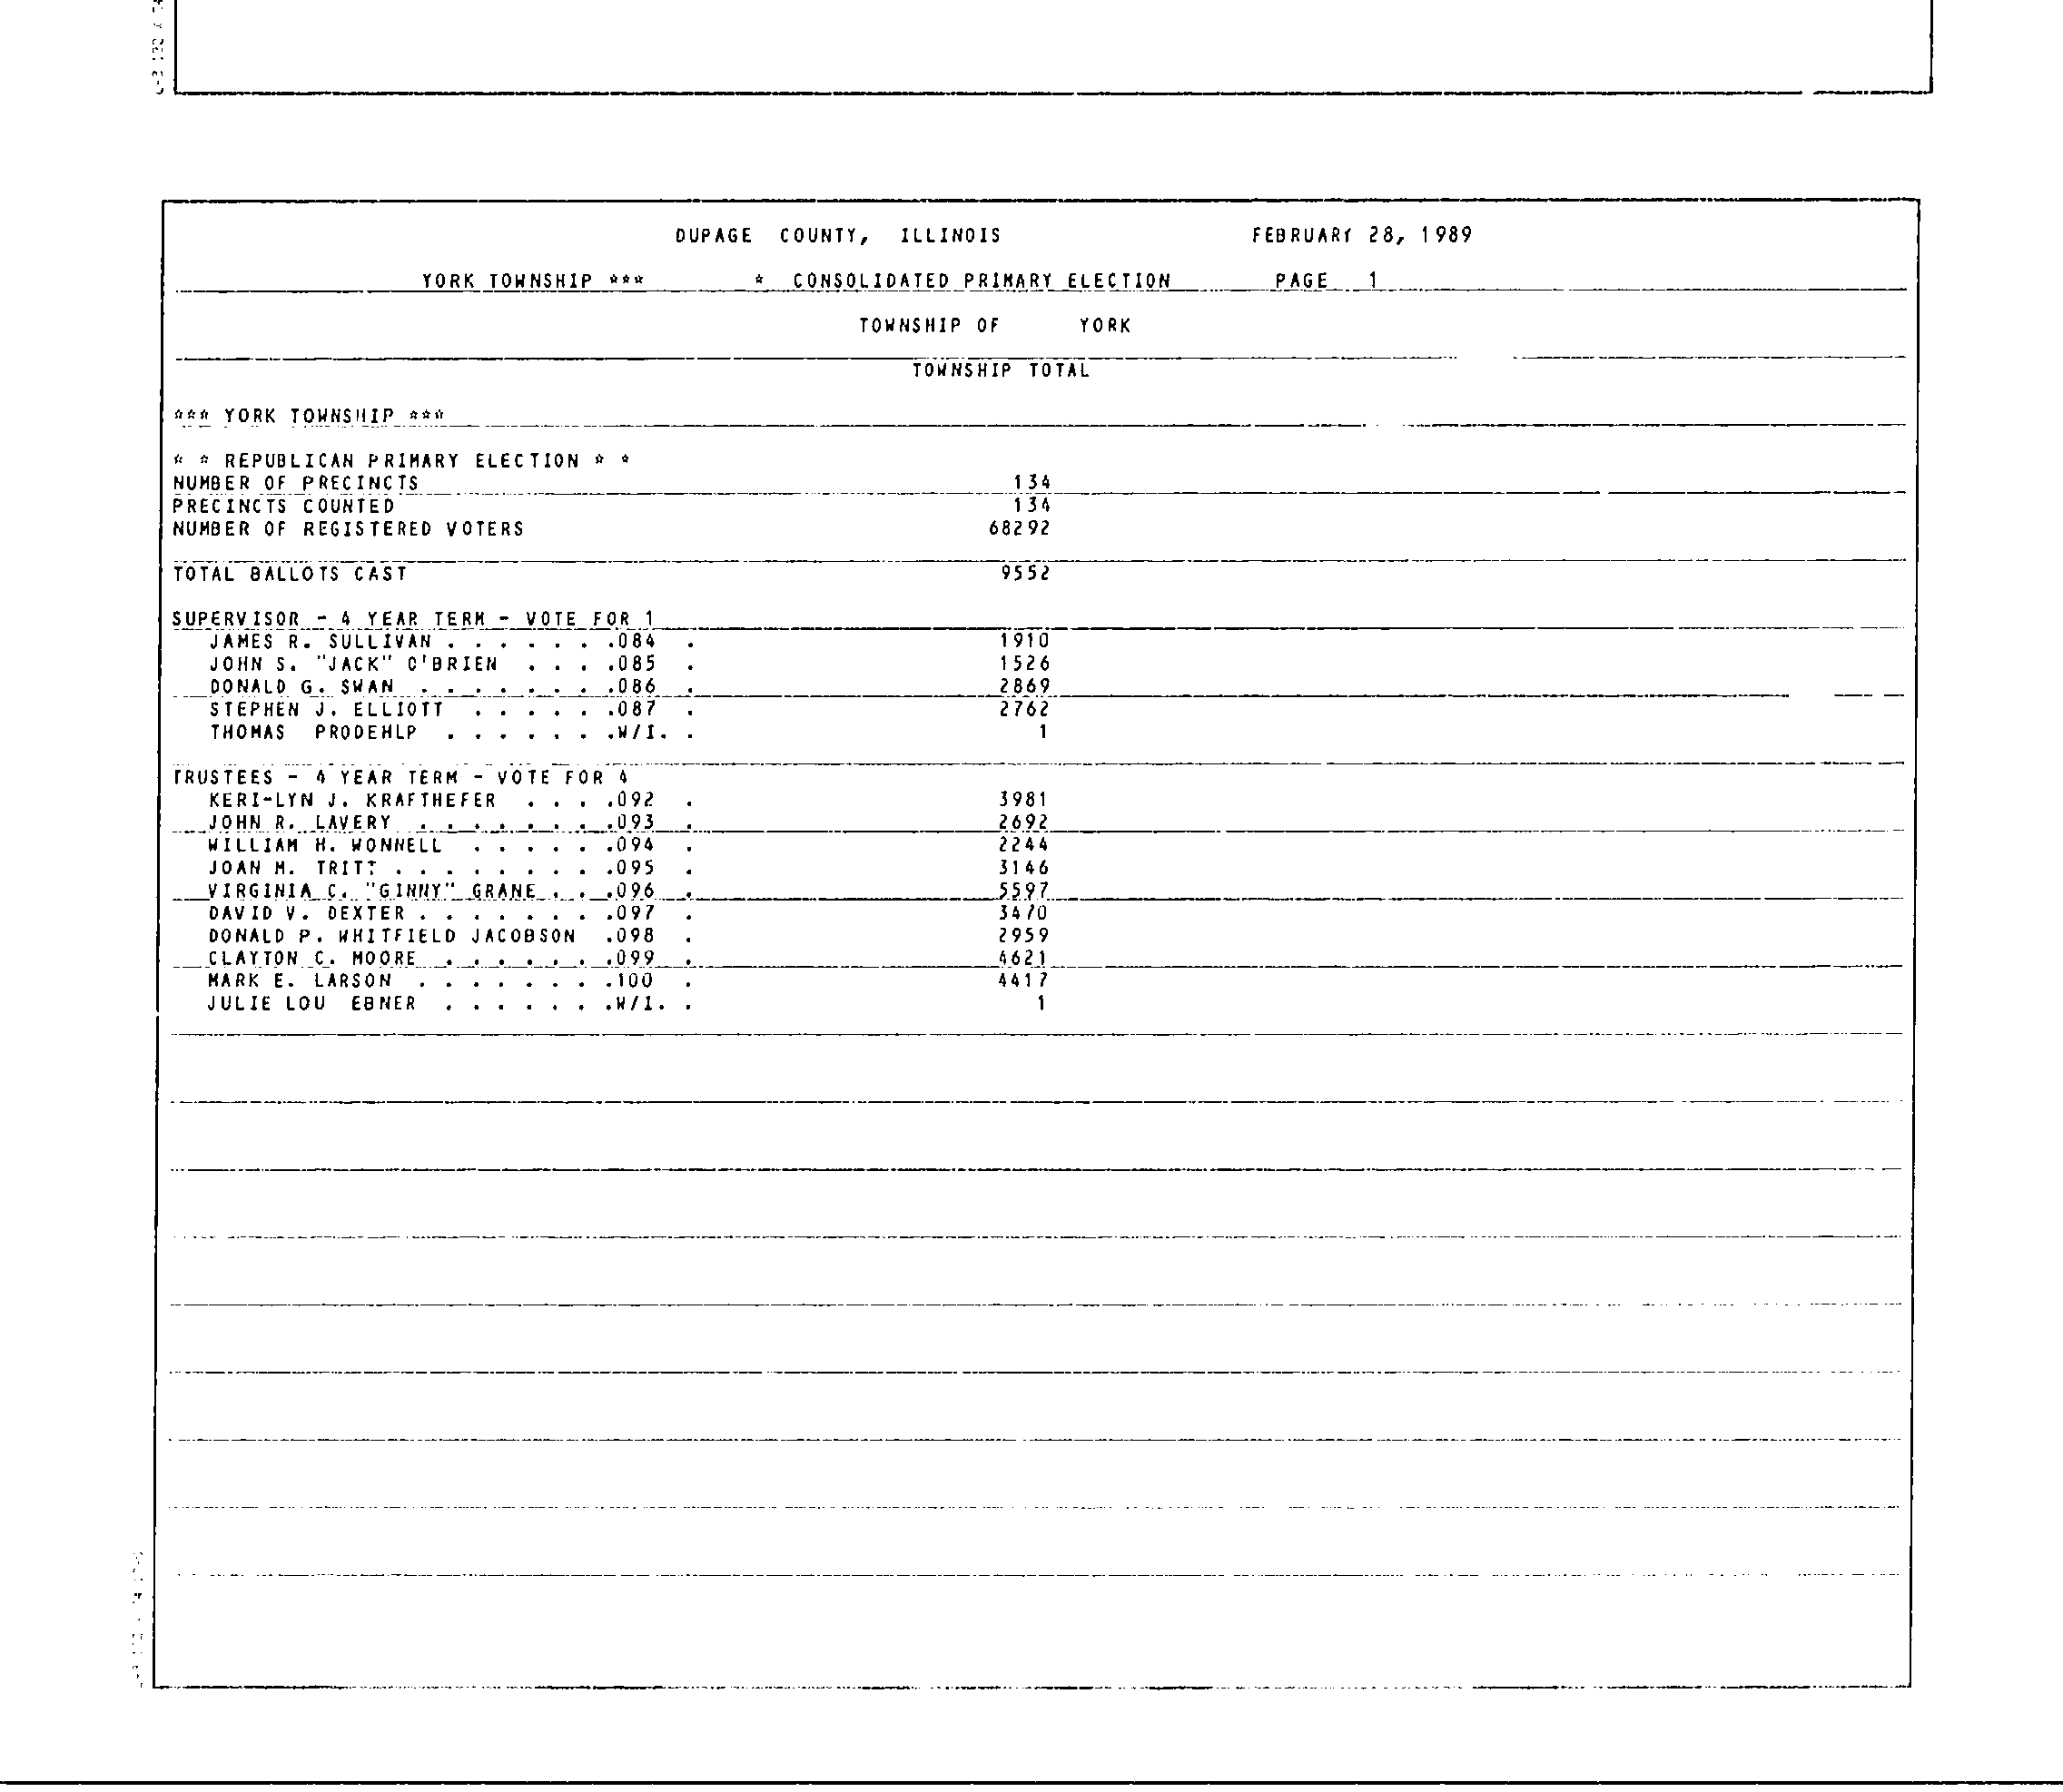 DUPAGE COUNTY, ILLINOIS FEBRUARY 28, 1989
YORK TOWNSHIP *** * CONSOLIDATED PRIMARY ELECTION PAGE 1
TOWNSHIP OF YORK
TOWNSHIP TOTAL
*** YORK TOWNSHIP ***
* * REPUBLICAN PRIMARY ELECTION * *
NUMBER OF PRECINCTS 134
PRECINCTS COUNTED 134
NUMBER OF REGISTERED VOTERS 68292
TOTAL BALLOTS CAST 9552
SUPERVISOR - 4 YEAR TERM - VOTE FOR 1
JAMES R. SULLIVAN . . . . . . .084 . 1910
JOHN S. "JACK" O'BRIEN . . . .085 . 1526
DONALD G. SWAN . . . . . . . .086 . 2869
STEPHEN J. ELLIOTT . . . . . .087 . 2762
THOMAS PRODEHLP . . . . . . .W/I. . 1
TRUSTEES - 4 YEAR TERM - VOTE FOR 4
KERI-LYN J. KRAFTHEFER . . . .092 . 3981
JOHN R. LAVERY . . . . . . . .093 . 2692
WILLIAM H. WONNELL . . . . . .094 . 2244
JOAN M. TRITT . . . . . . . . .095 . 3146
VIRGINIA C. "GINNY" GRANE . . .096 . 5597
DAVID V. DEXTER . . . . . . . .097 . 3470
DONALD P. WHITFIELD JACOBSON .098 . 2959
CLAYTON C. MOORE . . . . . . .099 . 4621
MARK E. LARSON . . . . . . . .100 . 4417
JULIE LOU EBNER . . . . . . .W/I. . 1